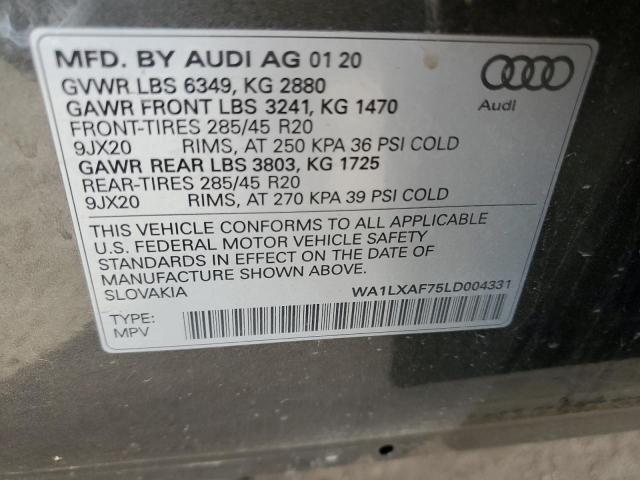 MFD. BY AUDI AG 01 20
GVWR LBS 6349, KG 2880
GAWR FRONT LBS 3241, KG 1470
FRONT-TIRES 285/45 R20
9JX20 RIMS, AT 250 KPA 36 PSI COLD
GAWR REAR LBS 3803, KG 1725
REAR-TIRES 285/45 R20
9JX20 RIMS, AT 270 KPA 39 PSI COLD
Audi
THIS VEHICLE CONFORMS TO ALL APPLICABLE
U.S. FEDERAL MOTOR VEHICLE SAFETY
STANDARDS IN EFFECT ON THE DATE OF
MANUFACTURE SHOWN ABOVE.
SLOVAKIA WA1LXAF75LD004331
TYPE:
MPV